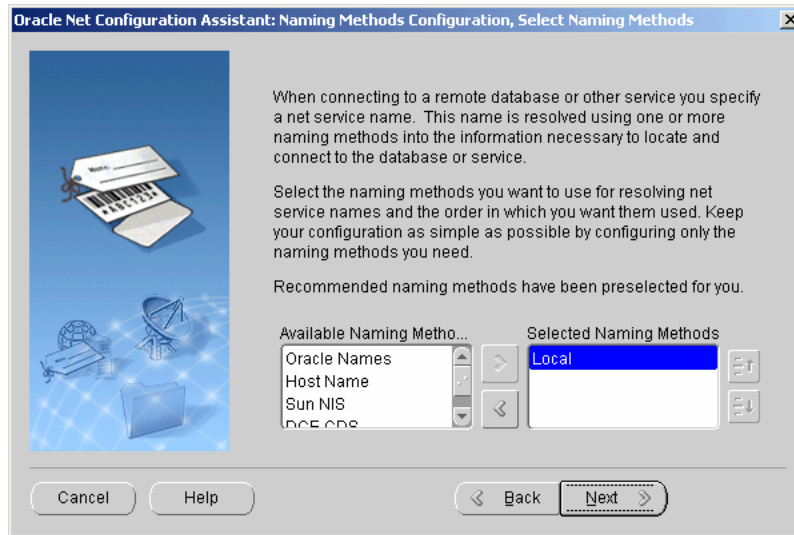 Oracle Net Configuration Assistant: Naming Methods Configuration, Select Naming Methods
When connecting to a remote database or other service you specify
a net service name. This name is resolved using one or more
naming methods into the information necessary to locate and
connect to the database or service.
Select the naming methods you want to use for resolving net
service names and the order in which you want them used. Keep
your configuration as simple as possible by configuring only the
naming methods you need.
Recommended naming methods have been preselected for you.
Available Naming Metho...
Selected Naming Methods
Oracle Names
Host Name
Sun NIS
DCE CDS
Local
Name:
ABC123A
Cancel
Help
Back
Next